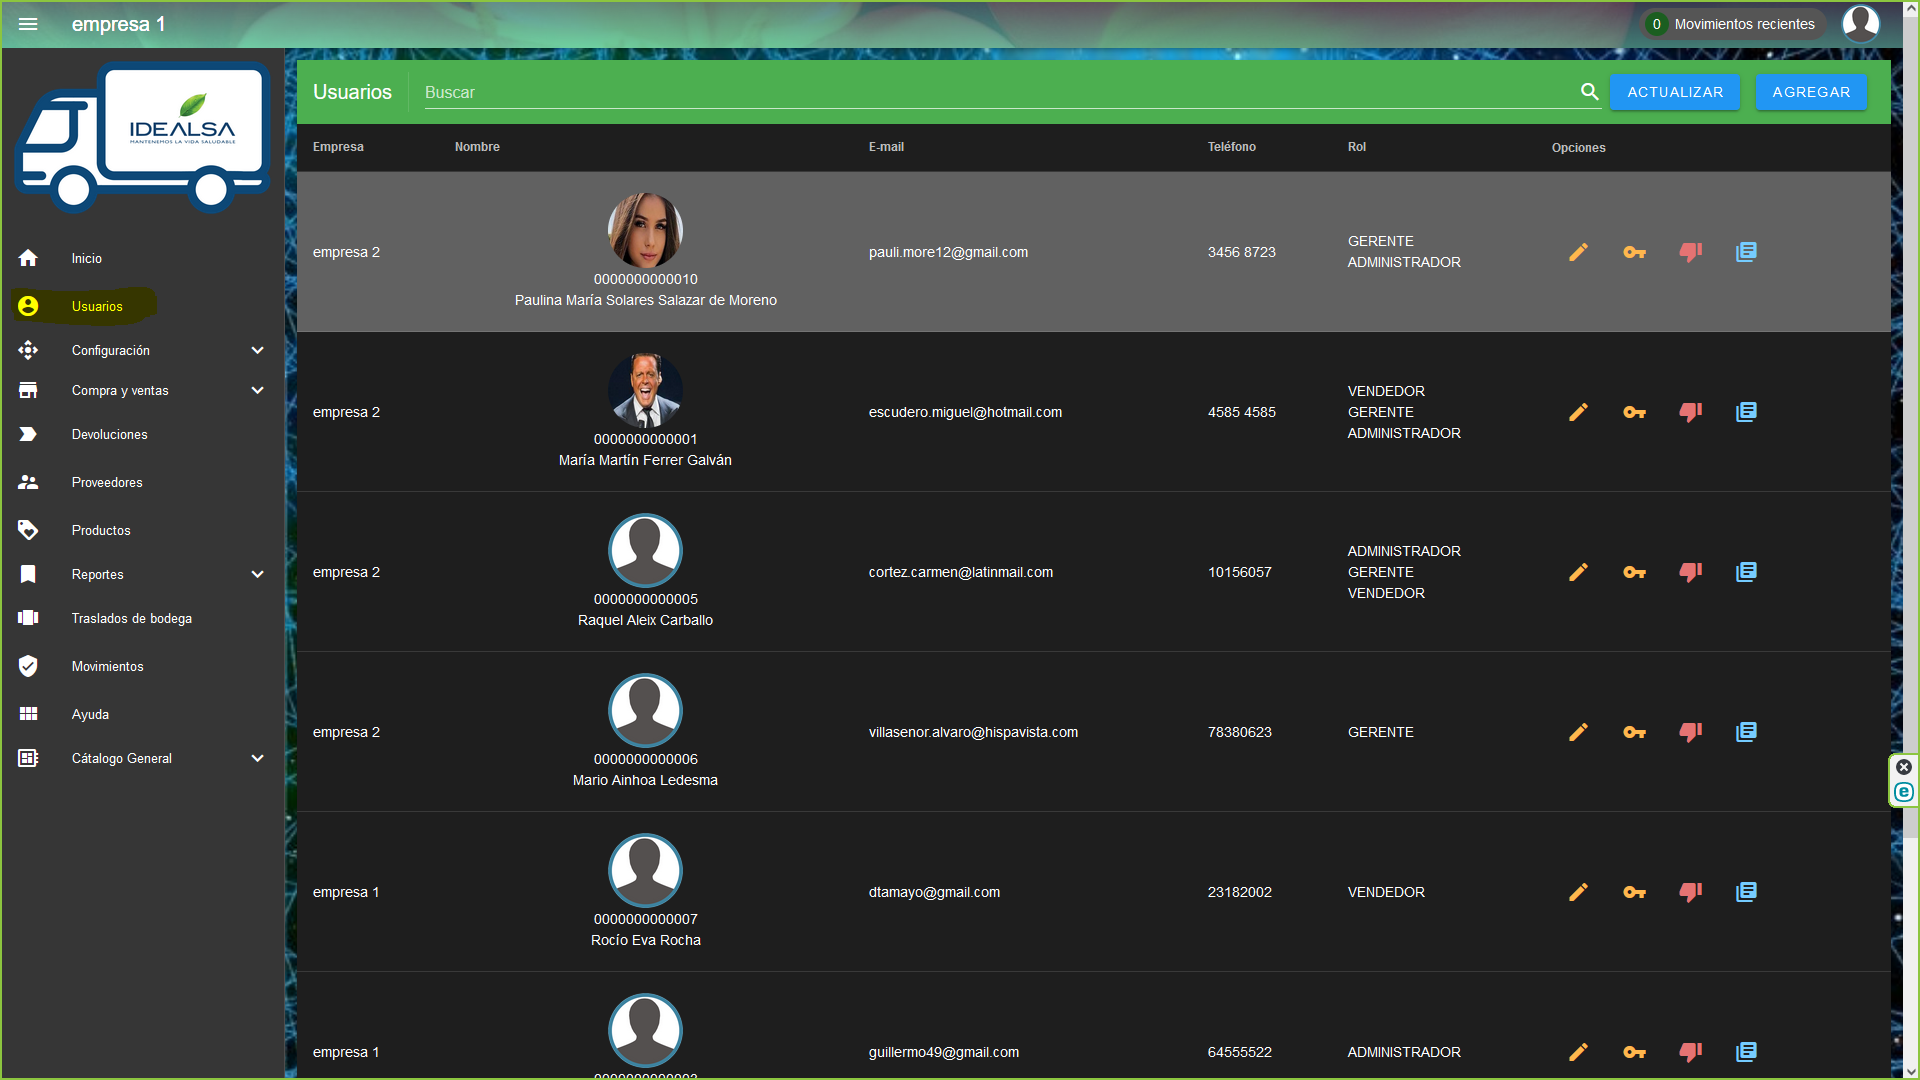 empresa 1
0 Movimientos recientes
IDEALSA
MANTENEMOS LA VIDA SALUDABLE
Inicio
Usuarios
Configuración
Compra y ventas
Devoluciones
Proveedores
Productos
Reportes
Traslados de bodega
Movimientos
Ayuda
Cátalogo General
Usuarios Buscar ACTUALIZAR AGREGAR
Empresa Nombre E-mail Teléfono Rol Opciones
empresa 2
0000000000010
Paulina María Solares Salazar de Moreno
pauli.more12@gmail.com
3456 8723
GERENTE
ADMINISTRADOR
empresa 2
0000000000001
María Martín Ferrer Galván
escudero.miguel@hotmail.com
4585 4585
VENDEDOR
GERENTE
ADMINISTRADOR
empresa 2
0000000000005
Raquel Aleix Carballo
cortez.carmen@latinmail.com
10156057
ADMINISTRADOR
GERENTE
VENDEDOR
empresa 2
0000000000006
Mario Ainhoa Ledesma
villasenor.alvaro@hispavista.com
78380623
GERENTE
empresa 1
0000000000007
Rocío Eva Rocha
dtamayo@gmail.com
23182002
VENDEDOR
empresa 1
guillermo49@gmail.com
64555522
ADMINISTRADOR